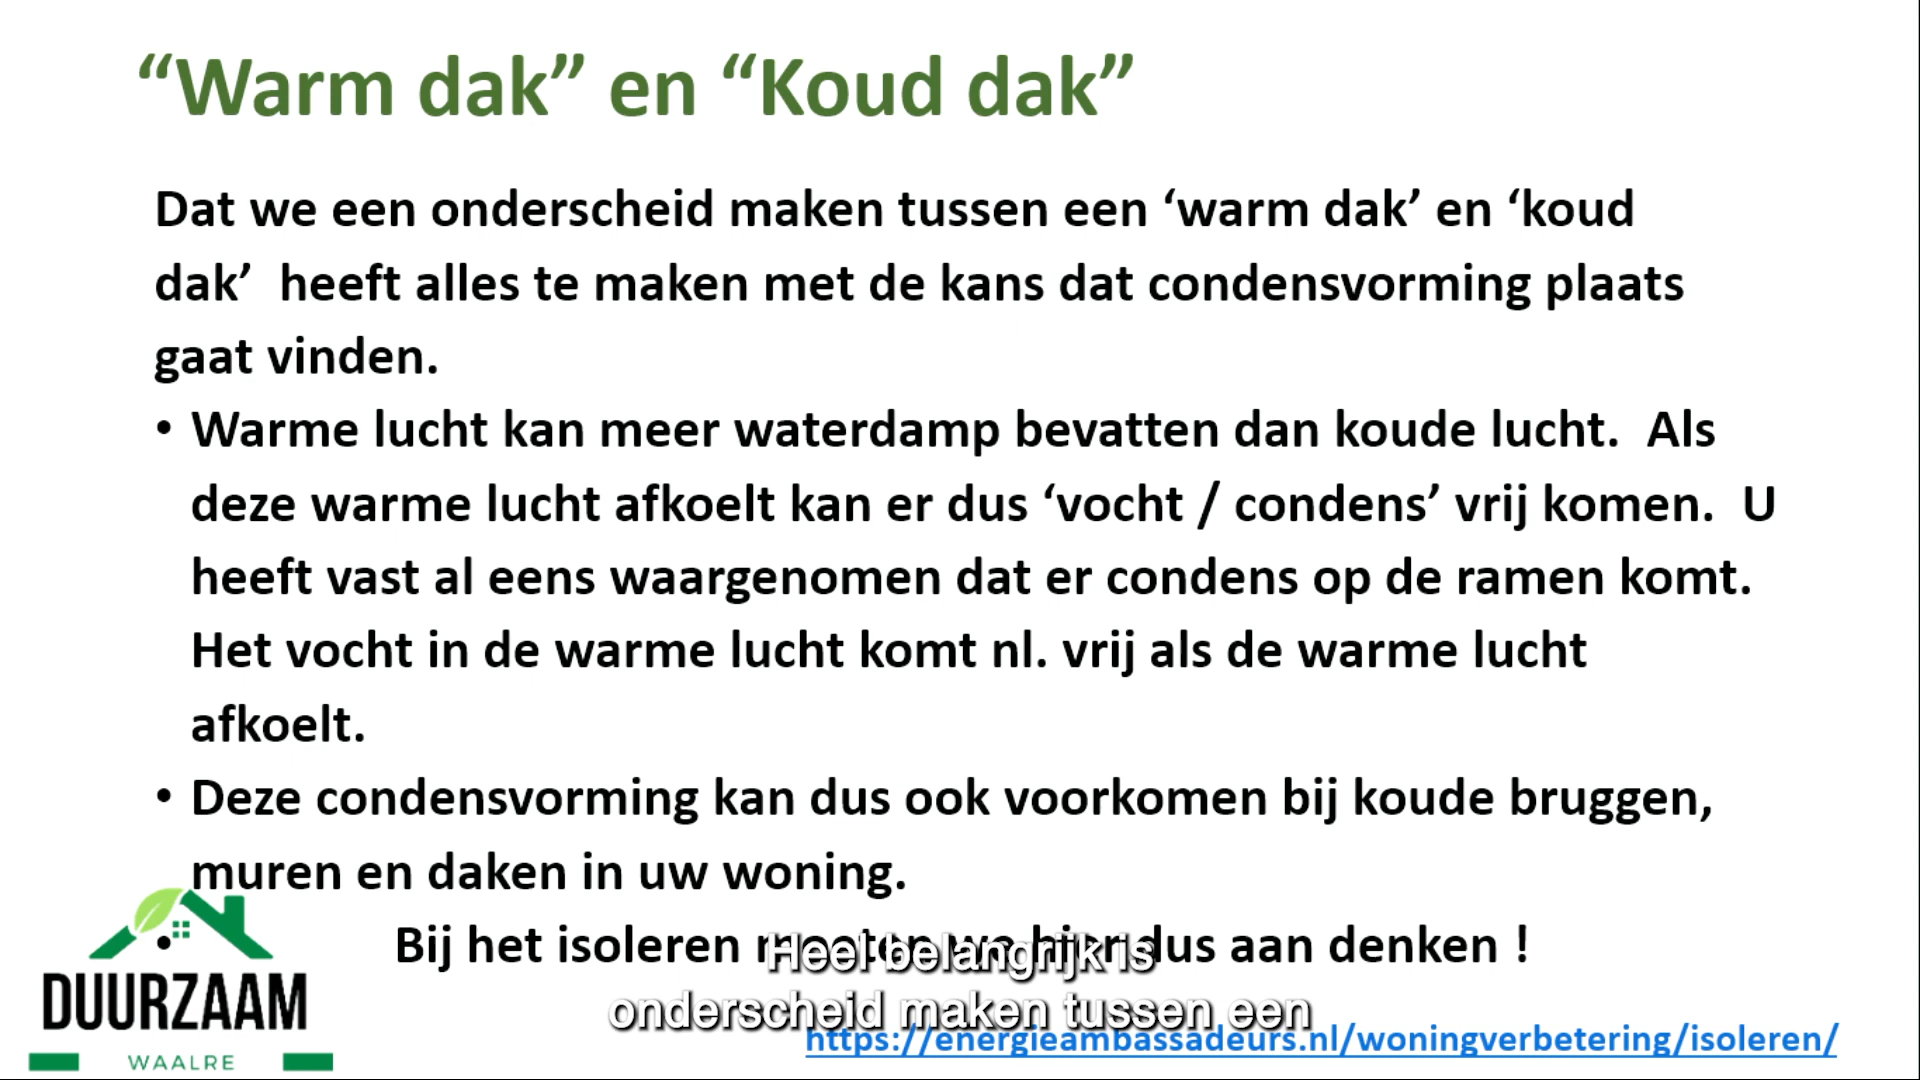 “Warm dak” en “Koud dak”
Dat we een onderscheid maken tussen een ‘warm dak’ en ‘koud
dak’  heeft alles te maken met de kans dat condensvorming plaats
gaat vinden.
• Warme lucht kan meer waterdamp bevatten dan koude lucht.  Als
deze warme lucht afkoelt kan er dus ‘vocht / condens’ vrij komen.  U
heeft vast al eens waargenomen dat er condens op de ramen komt.
Het vocht in de warme lucht komt nl. vrij als de warme lucht
afkoelt.
• Deze condensvorming kan dus ook voorkomen bij koude bruggen,
muren en daken in uw woning.
• Bij het isoleren moeten we hier dus aan denken !
Heel belangrijk is
onderscheid maken tussen een
https://energieambassadeurs.nl/woningverbetering/isoleren/
DUURZAAM
WAALRE